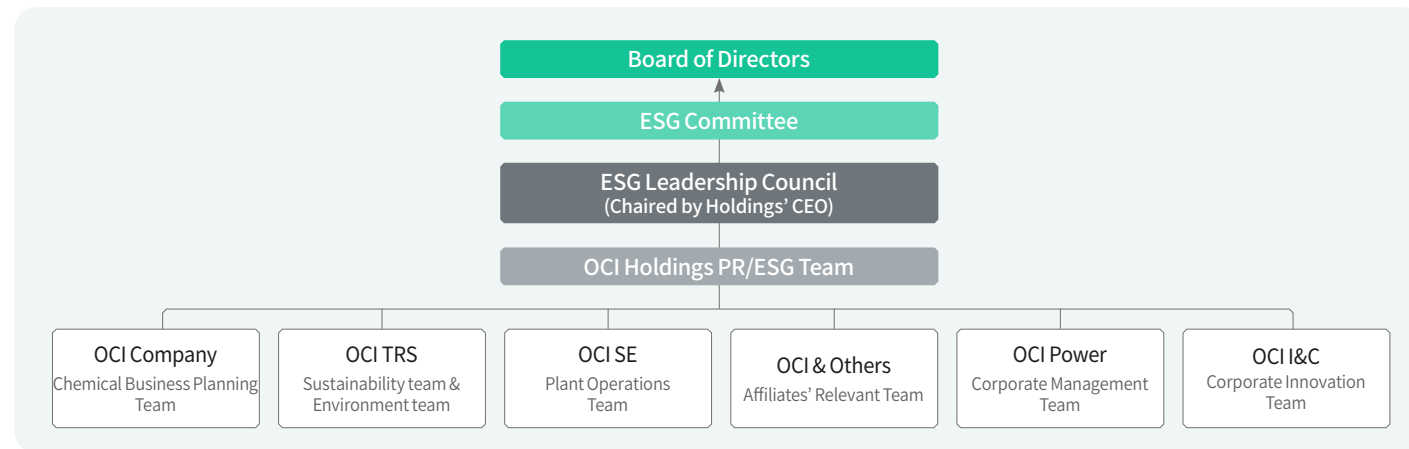 Board of Directors
ESG Committee
ESG Leadership Council
(Chaired by Holdings’ CEO)
OCI Holdings PR/ESG Team
OCI Company
Chemical Business Planning
Team
OCI TRS
Sustainability team &
Environment team
OCI SE
Plant Operations
Team
OCI & Others
Affiliates’ Relevant Team
OCI Power
Corporate Management
Team
OCI I&C
Corporate Innovation
Team